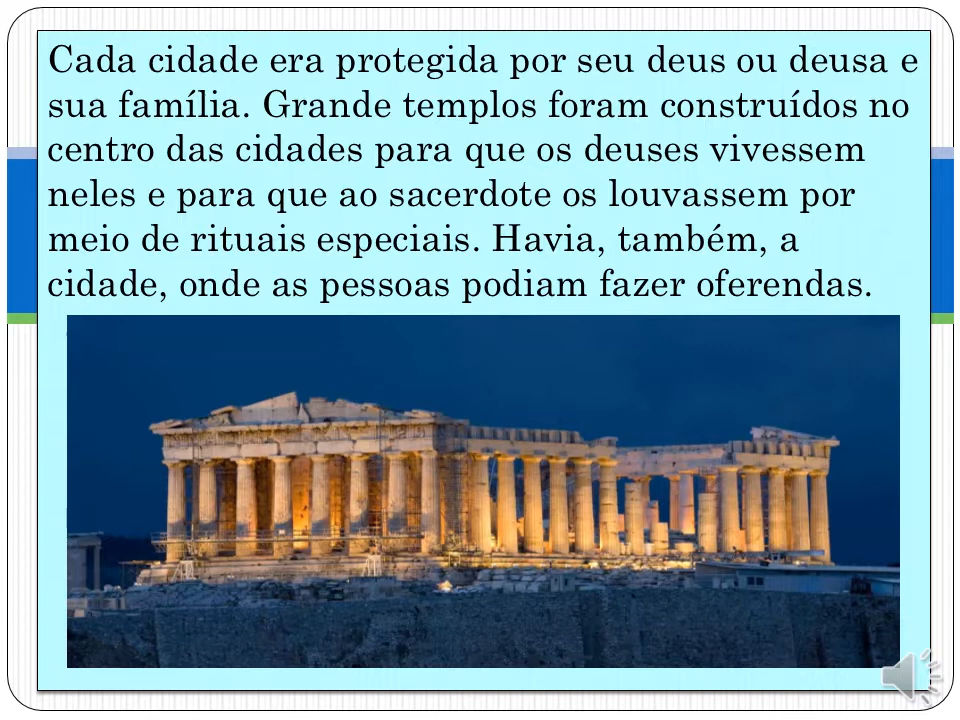 Cada cidade era protegida por seu deus ou deusa e
sua família. Grande templos foram construídos no
centro das cidades para que os deuses vivessem
neles e para que ao sacerdote os louvassem por
meio de rituais especiais. Havia, também, a
cidade, onde as pessoas podiam fazer oferendas.